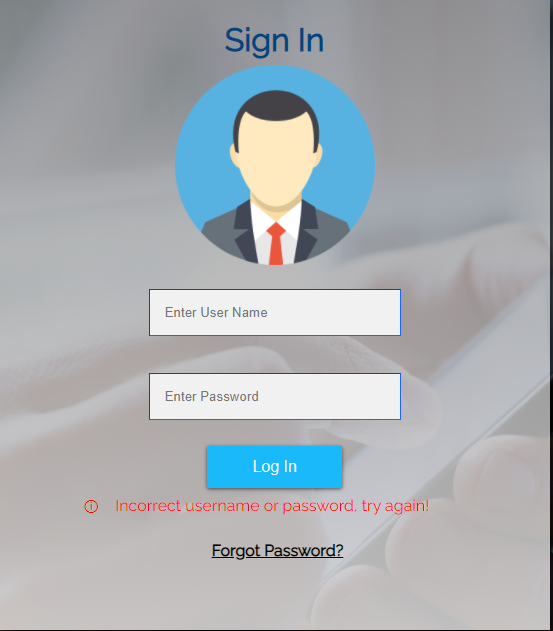 Sign In
Enter User Name
Enter Password
Log In
Incorrect username or password, try again!
Forgot Password?